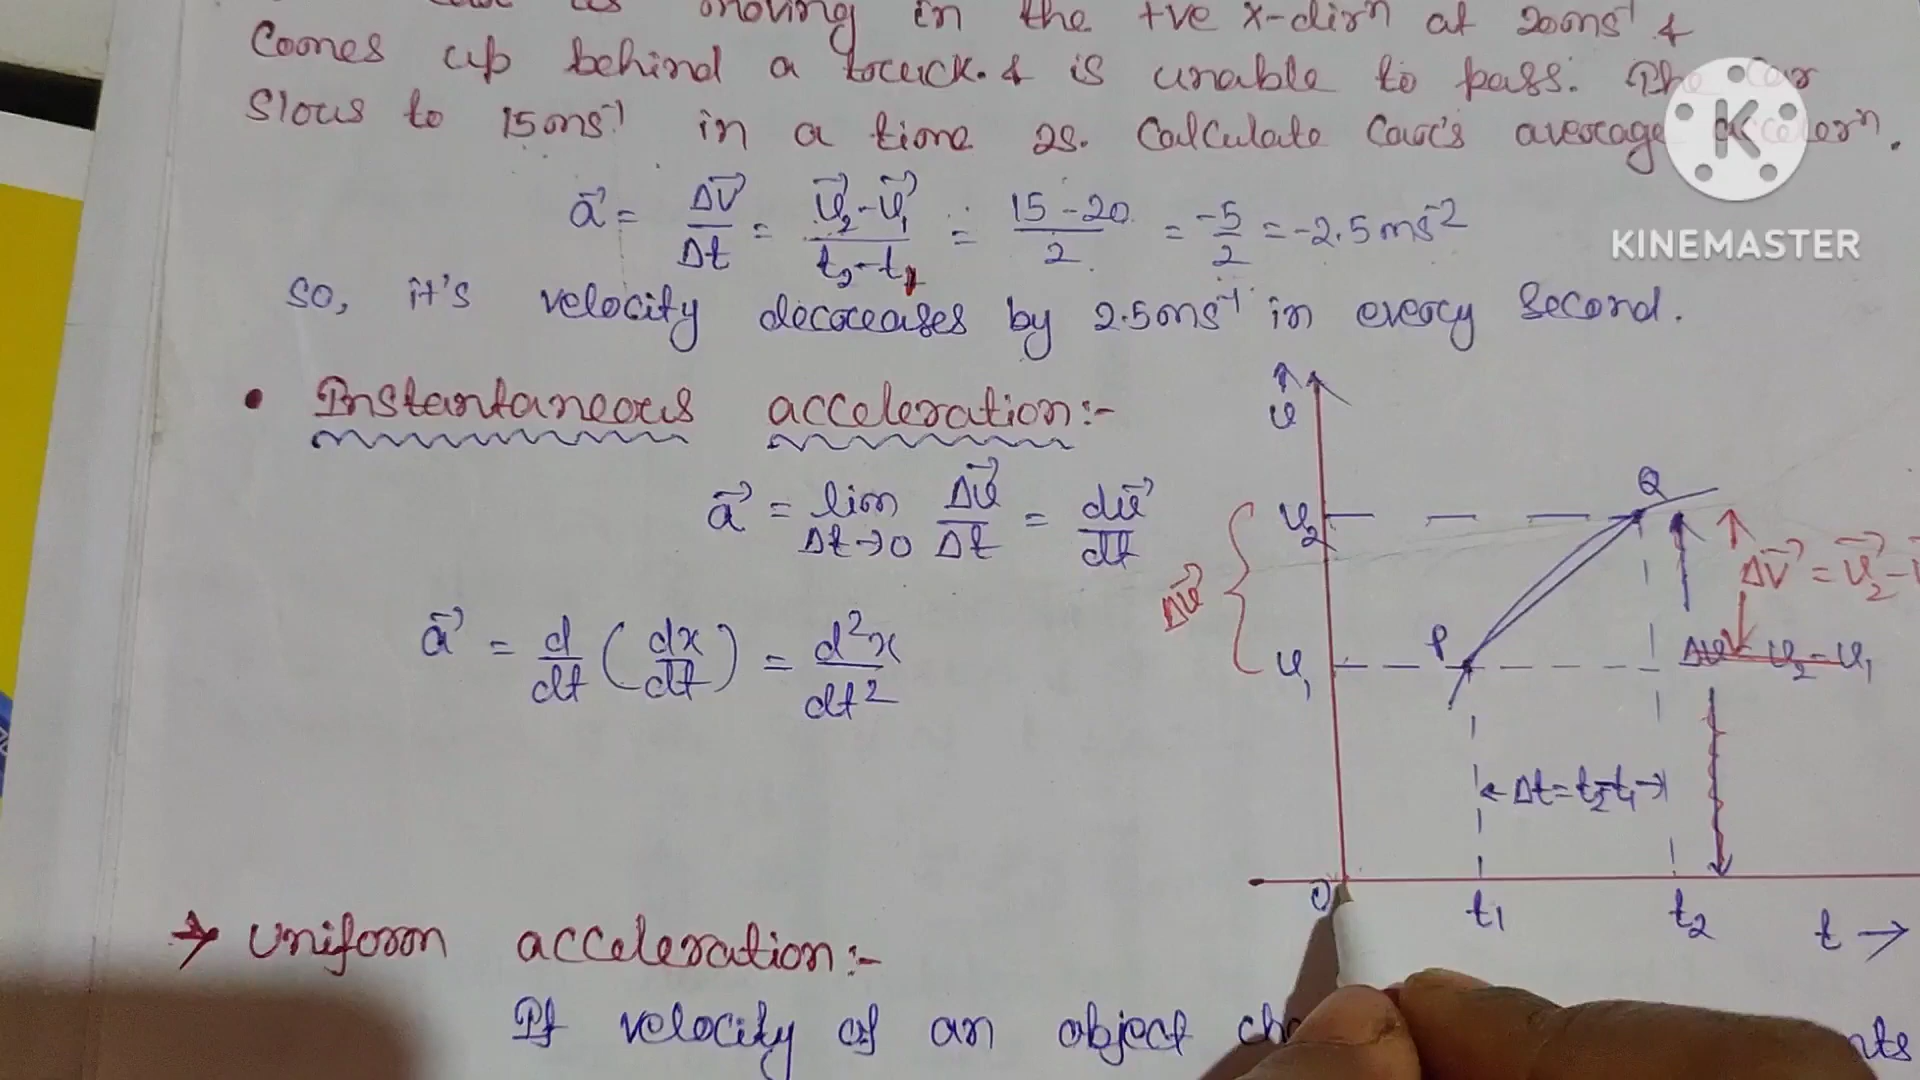 is moving in the +ve x-dirn at 20ms⁻¹ &
Comes up behind a truck. & is unable to pass. The Car
Slows to 15ms⁻¹ in a time 2s. Calculate Car's average
a⃗ = ΔV⃗/Δt = (v⃗₂-v⃗₁)/(t₂-t₁) = (15-20)/2 = -5/2 = -2.5ms⁻²
So, it's velocity decreases by 2.5ms⁻¹ in every Second.
• Instantaneous acceleration:-
a⃗ = lim Δt→0 Δv⃗/Δt = dv⃗/dt
a⃗ = d/dt (dx/dt) = d²x/dt²
↑
v
v₂
v₁
Δv⃗
P
Q
ΔV⃗ = v⃗₂-
Δv v₂-v₁
Δt=t₂-t₁
O
t₁
t₂
t →
→ Uniform acceleration:-
If velocity of an object
KINEMASTER